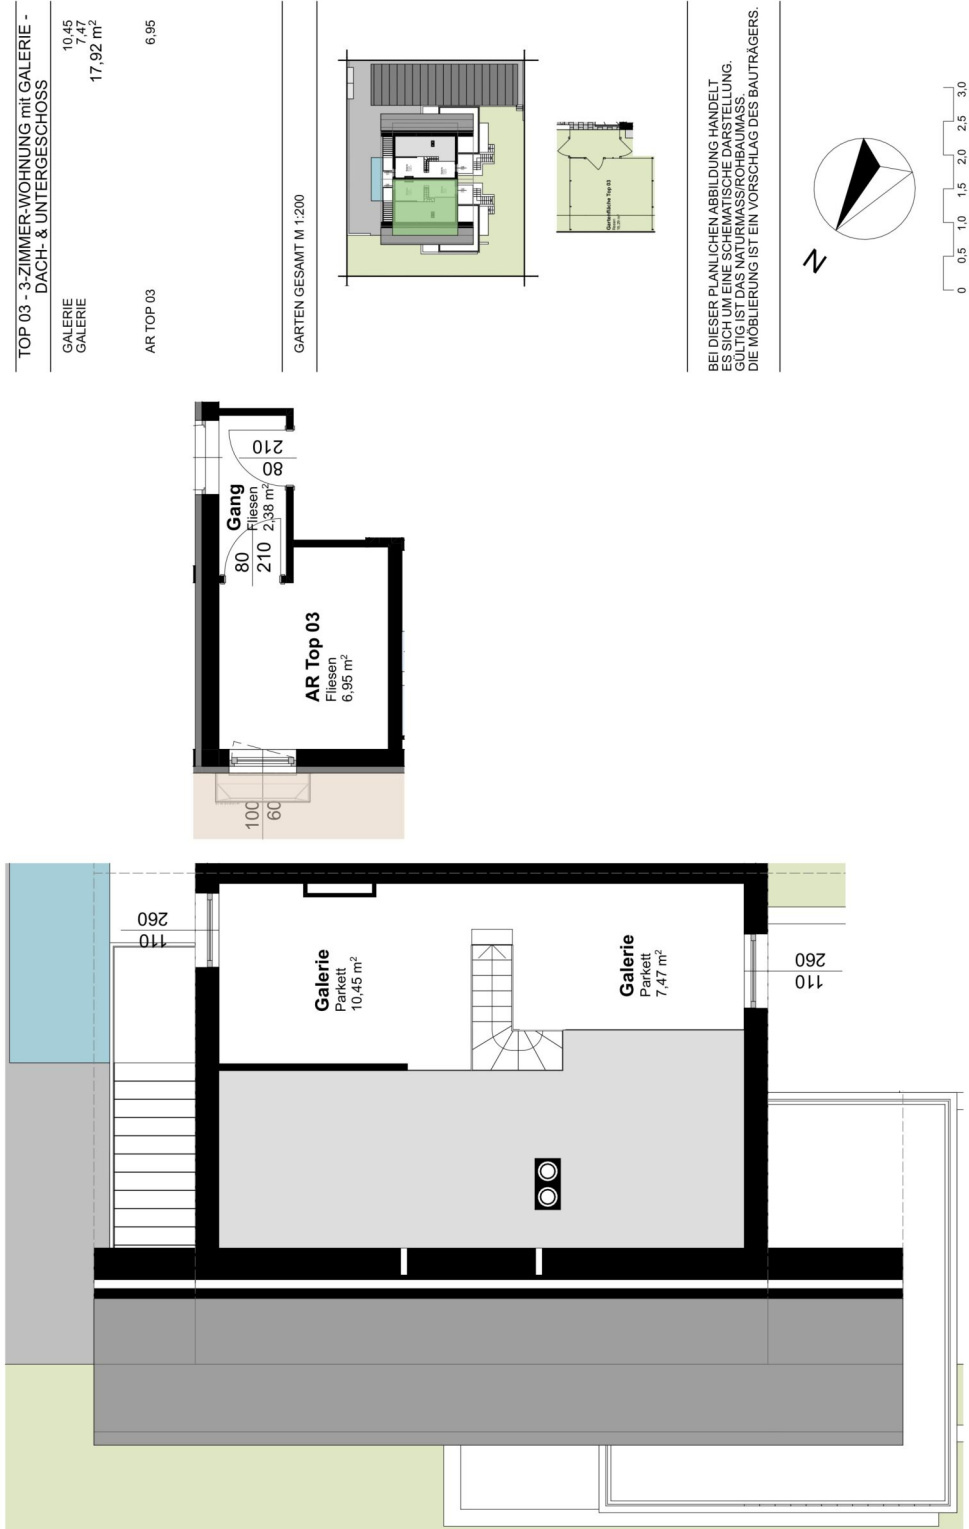 TOP 03 - 3-ZIMMER-WOHNUNG mit GALERIE -
DACH- & UNTERGESCHOSS
GALERIE 10,45
GALERIE 7,47
17,92 m²
AR TOP 03 6,95
GARTEN GESAMT M 1:200
Gartenfläche Top 03
BEI DIESER PLANLICHEN ABBILDUNG HANDELT
ES SICH UM EINE SCHEMATISCHE DARSTELLUNG.
GÜLTIG IST DAS NATURMASS/ROHBAUMASS.
DIE MÖBLIERUNG IST EIN VORSCHLAG DES BAUTRÄGERS.
N
0 0,5 1,0 1,5 2,0 2,5 3,0
Gang
Fliesen
2,38 m²
80
210
80
210
AR Top 03
Fliesen
6,95 m²
100
60
Galerie
Parkett
10,45 m²
Galerie
Parkett
7,47 m²
110
260
110
260